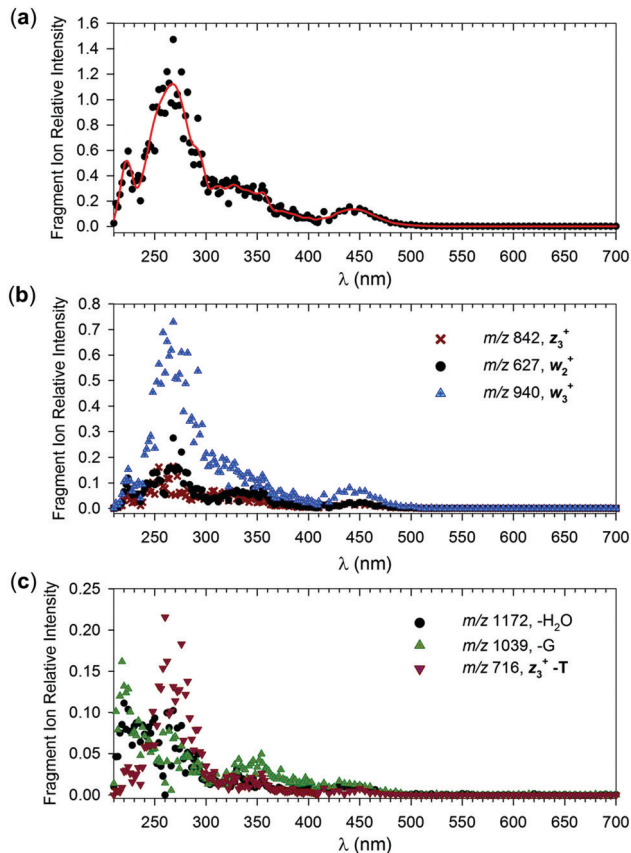 (a)
Fragment Ion Relative Intensity
1.6
1.4
1.2
1.0
0.8
0.6
0.4
0.2
0.0
250 300 350 400 450 500 550 600 650 700
λ (nm)
(b)
Fragment Ion Relative Intensity
0.8
0.7
0.6
0.5
0.4
0.3
0.2
0.1
0.0
m/z 842, z₃⁺
m/z 627, w₂⁺
m/z 940, w₃⁺
250 300 350 400 450 500 550 600 650 700
λ (nm)
(c)
Fragment Ion Relative Intensity
0.25
0.20
0.15
0.10
0.05
0.00
m/z 1172, -H₂O
m/z 1039, -G
m/z 716, z₃⁺ -T
250 300 350 400 450 500 550 600 650 700
λ (nm)